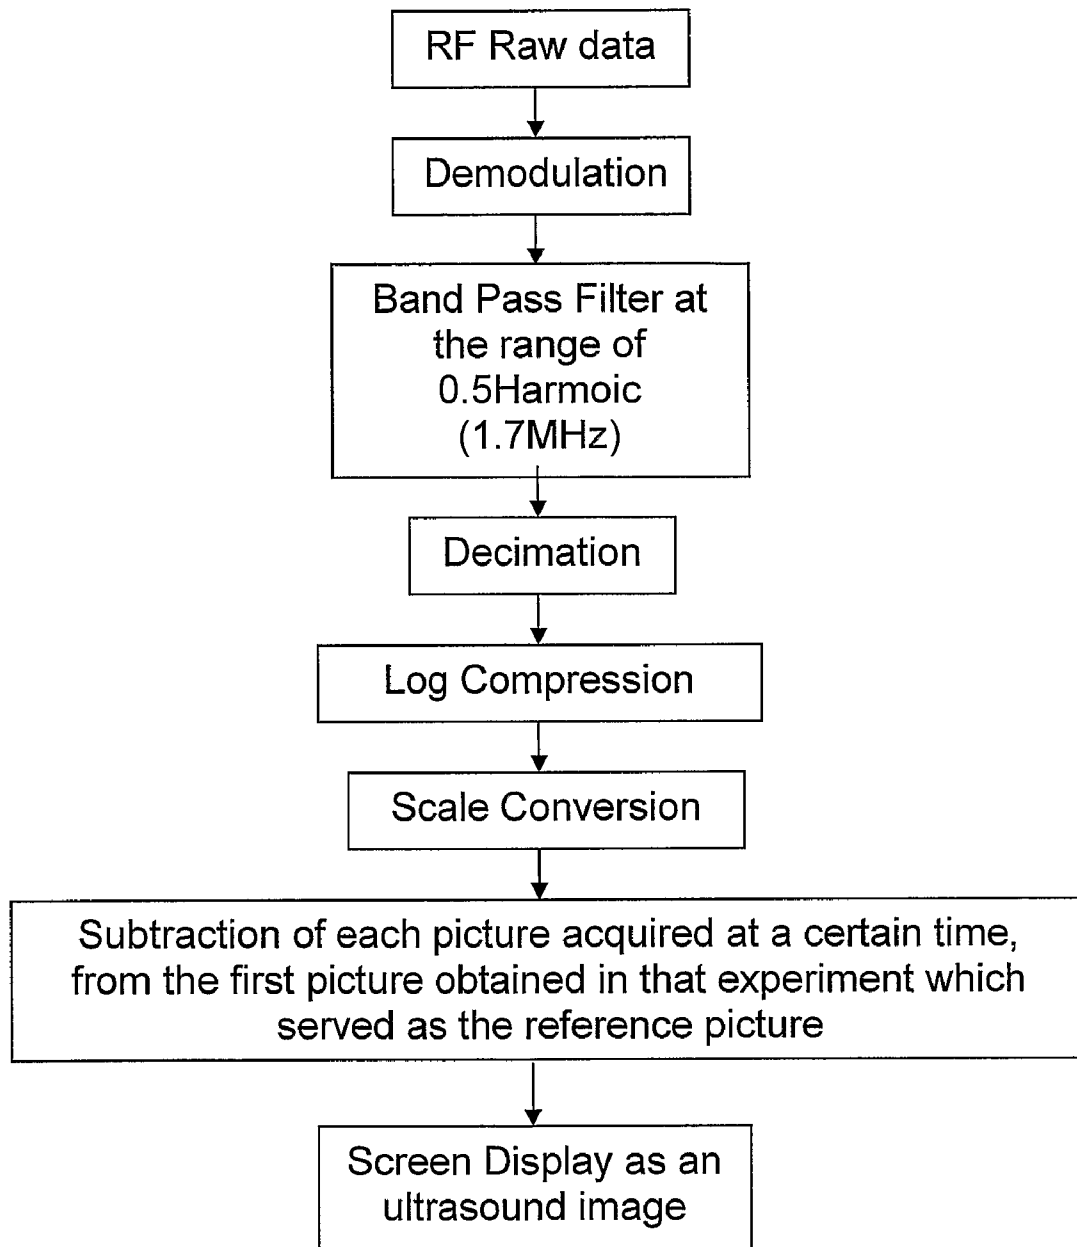 RF Raw data
Demodulation
Band Pass Filter at
the range of
0.5Harmoic
(1.7MHz)
Decimation
Log Compression
Scale Conversion
Subtraction of each picture acquired at a certain time,
from the first picture obtained in that experiment which
served as the reference picture
Screen Display as an
ultrasound image